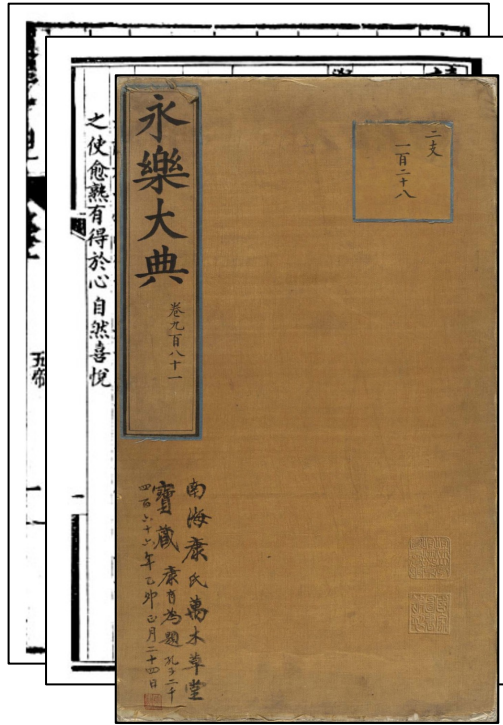 永樂大典
卷九百八十一
二支
一百二十八
南海康氏萬木草堂
寶藏 康有為題 孔子二千
四百六十六年乙卯正月二十四日
之使愈熟有得於心自然喜悅
五帝